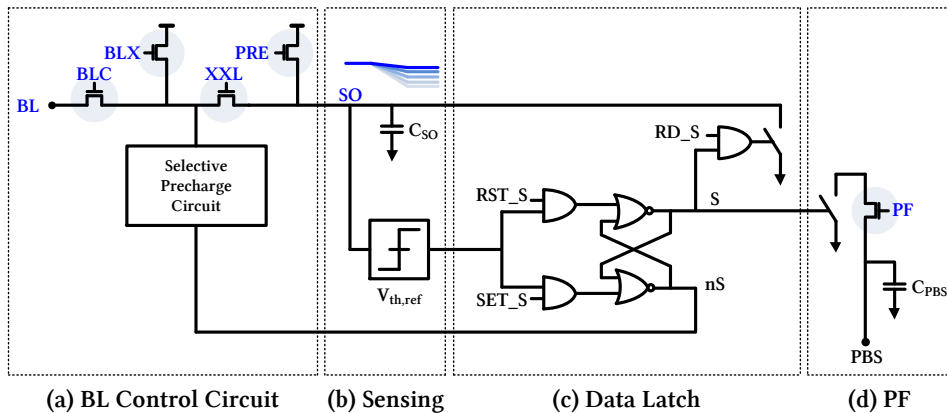 BLX
PRE
BLC
XXL
BL
SO
C_SO
RD_S
Selective
Precharge
Circuit
RST_S
S
PF
V_th,ref
SET_S
nS
C_PBS
PBS
(a) BL Control Circuit
(b) Sensing
(c) Data Latch
(d) PF